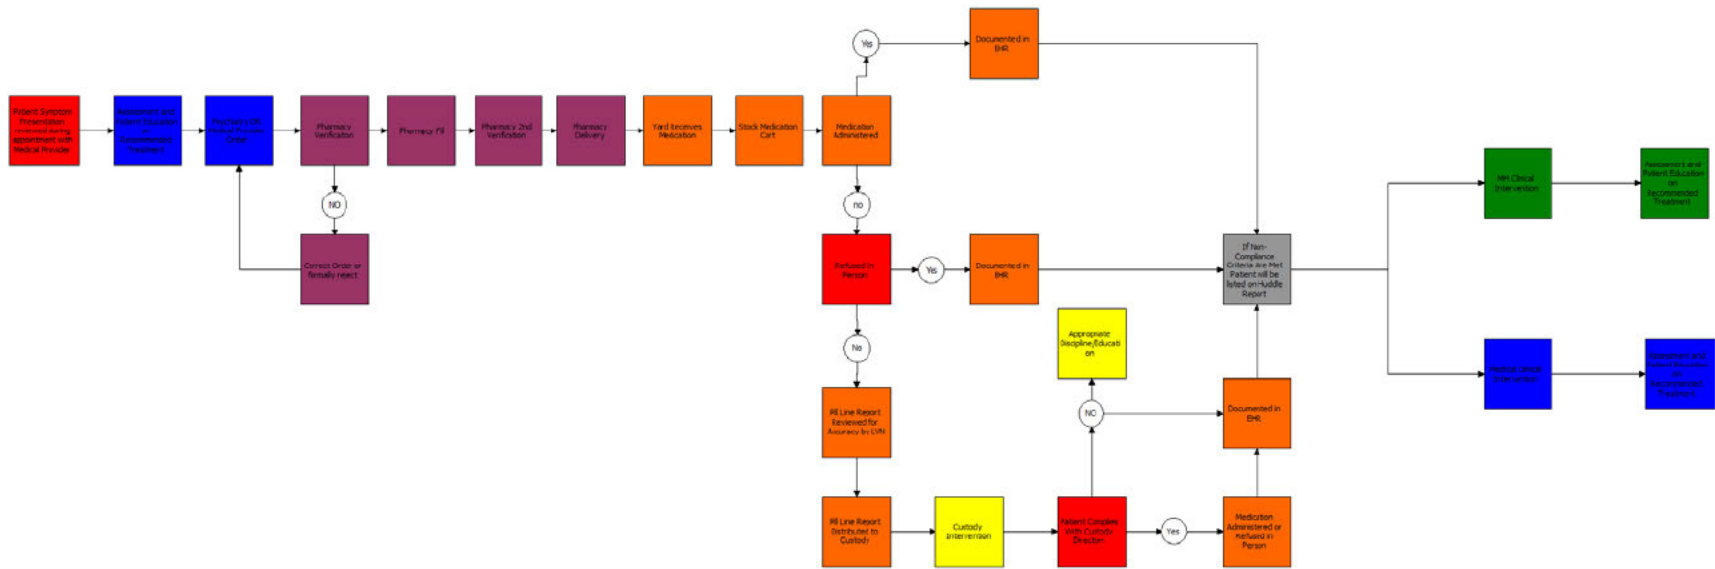 Patient Symptom
Presentation
reviewed during
appointment with
Medical Provider
Assessment and
Patient Education
on
Recommended
Treatment
Medical Provider
Order
Pharmacy
Verification
NO
Correct Order or
formally reject
Pharmacy Fill
Pharmacy 2nd
Verification
Pharmacy
Delivery
Yard Receives
Medication
Stock Medication
Cart
Medication
Administered
Yes
Documented in
EHR
no
Refused in
Person
Yes
Documented in
EHR
No
Pill Line Report
Reviewed for
Accuracy by LVN
Pill Line Report
Distributed to
Custody
Custody
Intervention
Patient Complies
With Custody
Direction
NO
Appropriate
Discipline/Educati
on
Yes
Medication
Administered or
Refused in
Person
Documented in
EHR
If Non-
Compliance
Criteria Are Met
Patient will be
listed on Huddle
Report
MH Clinical
Intervention
Assessment and
Patient Education
on
Recommended
Treatment
Medical Clinical
Intervention
Assessment and
Patient Education
on
Recommended
Treatment